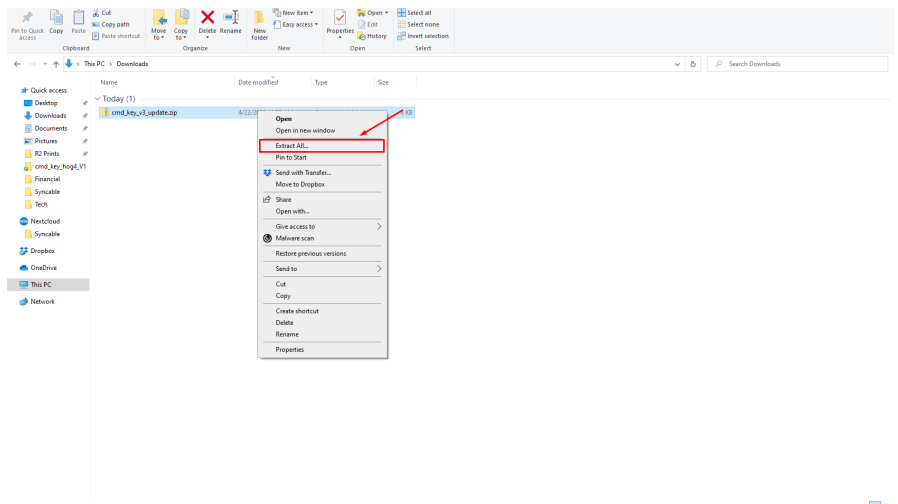 Pin to Quick access
Copy
Paste
Cut
Copy path
Paste shortcut
Clipboard
Move to
Copy to
Delete
Rename
Organize
New folder
New item
Easy access
New
Properties
Open
Edit
History
Open
Select all
Select none
Invert selection
Select
This PC
Downloads
Search Downloads
Name
Date modified
Type
Size
Quick access
Desktop
Downloads
Documents
Pictures
R2 Prints
cmd_key_hog4_V1
Financial
Syncable
Tech
Nextcloud
Syncable
Dropbox
OneDrive
This PC
Network
Today (1)
cmd_key_v3_update.zip
KB
Open
Open in new window
Extract All...
Pin to Start
Send with Transfer...
Move to Dropbox
Share
Open with...
Give access to
Malware scan
Restore previous versions
Send to
Cut
Copy
Create shortcut
Delete
Rename
Properties